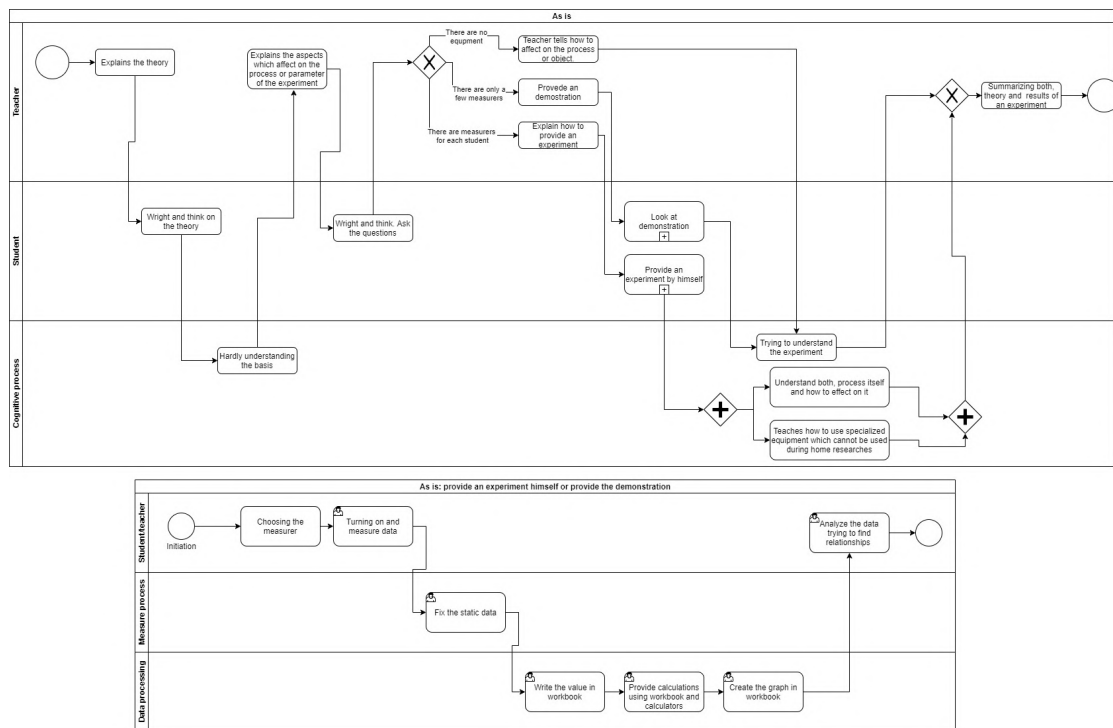 As is
Teacher
Explains the theory
Explains the aspects
which affect on the
process or parameter
of the experiment
There are no
equpment
Teacher tells how to
affect on the process
or object.
There are only a
few measurers
Provede an
demostration
There are measurers
for each student
Explain how to
provide an
experiment
Summarizing both,
theory and results of
an experiment
Student
Wright and think on
the theory
Wright and think. Ask
the questions
Look at
demonstration
Provide an
experiment by himself
Cognitive process
Hardly understanding
the basis
Trying to understand
the experiment
Understand both, process itself
and how to effect on it
Teaches how to use specialized
equipment which cannot be used
during home researches
As is: provide an experiment himself or provide the demonstration
Student/teacher
Initiation
Choosing the
measurer
Turning on and
measure data
Analyze the data
trying to find
relationships
Measure process
Fix the static data
Data processing
Write the value in
workbook
Provide calculations
using workbook and
calculators
Create the graph in
workbook